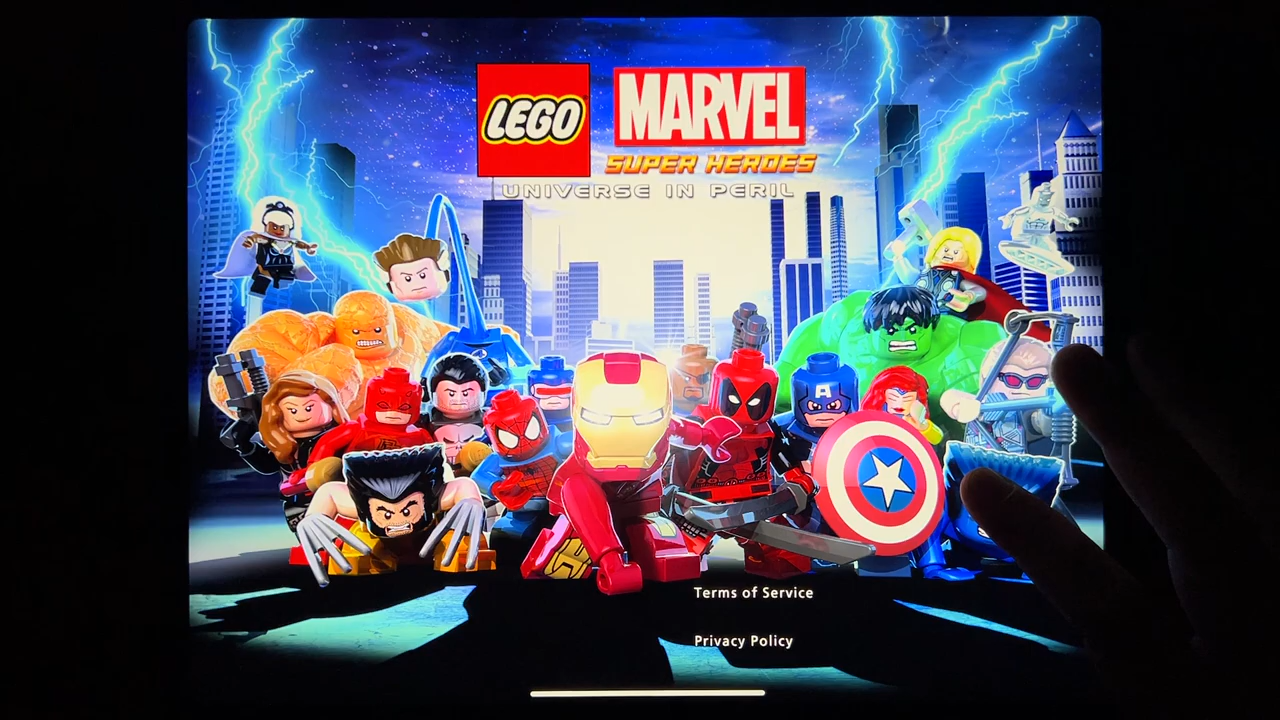 LEGO
MARVEL
SUPER HEROES
UNIVERSE IN PERIL
A
Terms of Service
Privacy Policy